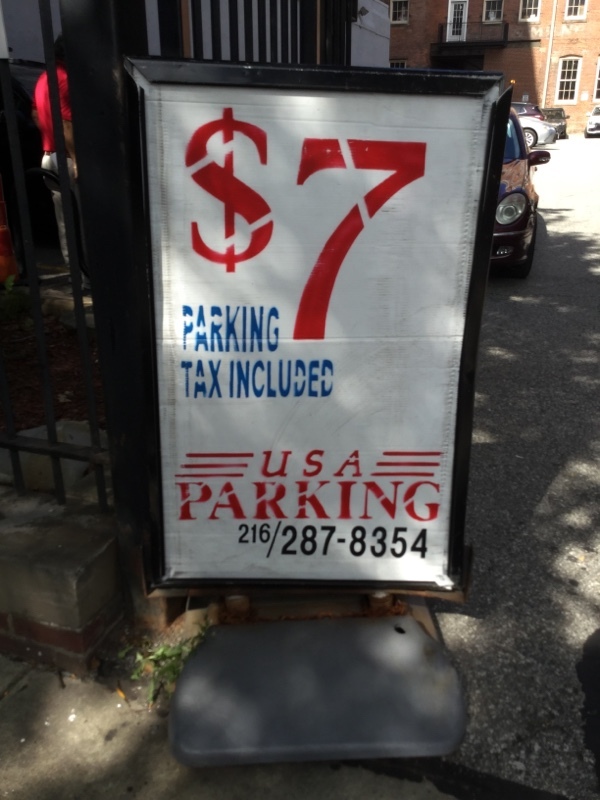 $7
PARKING
TAX INCLUDED
USA
PARKING
216/287-8354